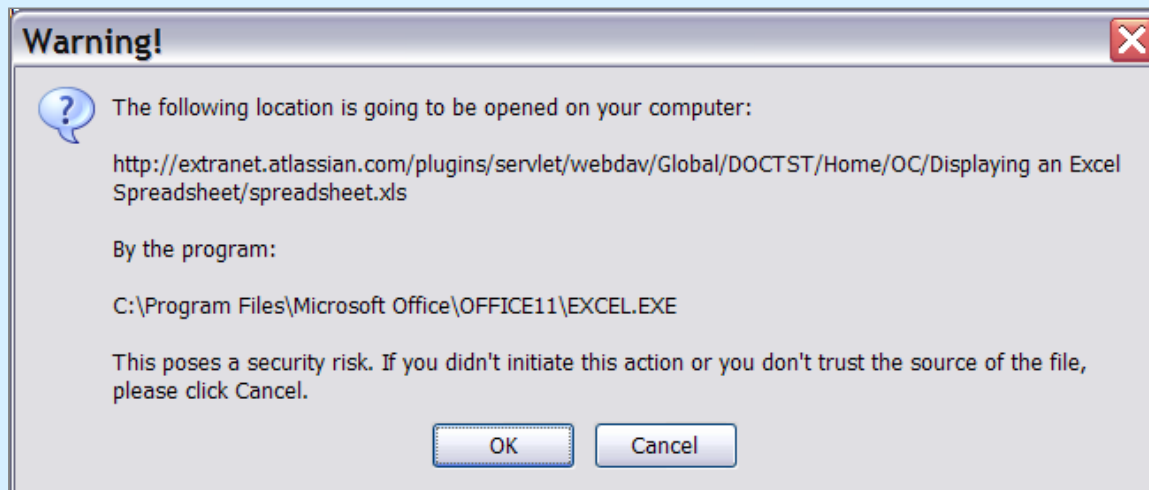 Warning!
The following location is going to be opened on your computer:
http://extranet.atlassian.com/plugins/servlet/webdav/Global/DOCTST/Home/OC/Displaying an Excel
Spreadsheet/spreadsheet.xls
By the program:
C:\Program Files\Microsoft Office\OFFICE11\EXCEL.EXE
This poses a security risk. If you didn't initiate this action or you don't trust the source of the file,
please click Cancel.
OK Cancel